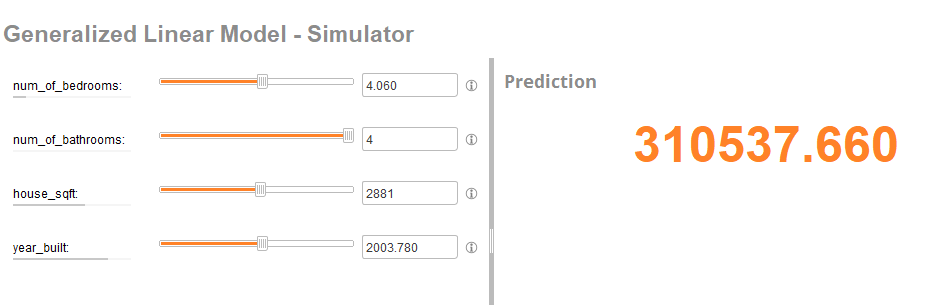 Generalized Linear Model - Simulator
num_of_bedrooms: 4.060
Prediction
num_of_bathrooms: 4
310537.660
house_sqft: 2881
year_built: 2003.780